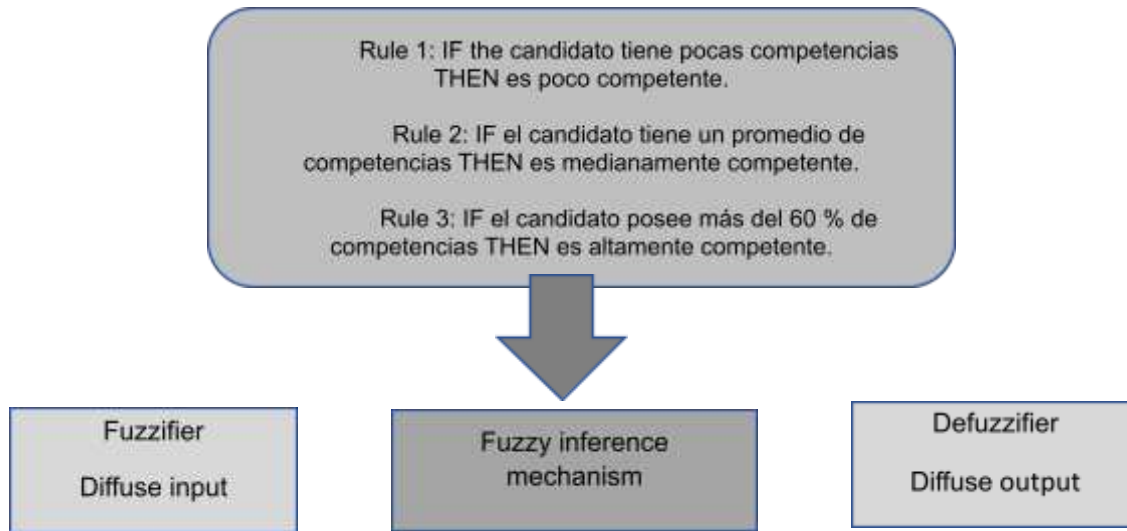 Rule 1: IF the candidato tiene pocas competencias
THEN es poco competente.
Rule 2: IF el candidato tiene un promedio de
competencias THEN es medianamente competente.
Rule 3: IF el candidato posee más del 60 % de
competencias THEN es altamente competente.
Fuzzifier
Diffuse input
Fuzzy inference
mechanism
Defuzzifier
Diffuse output